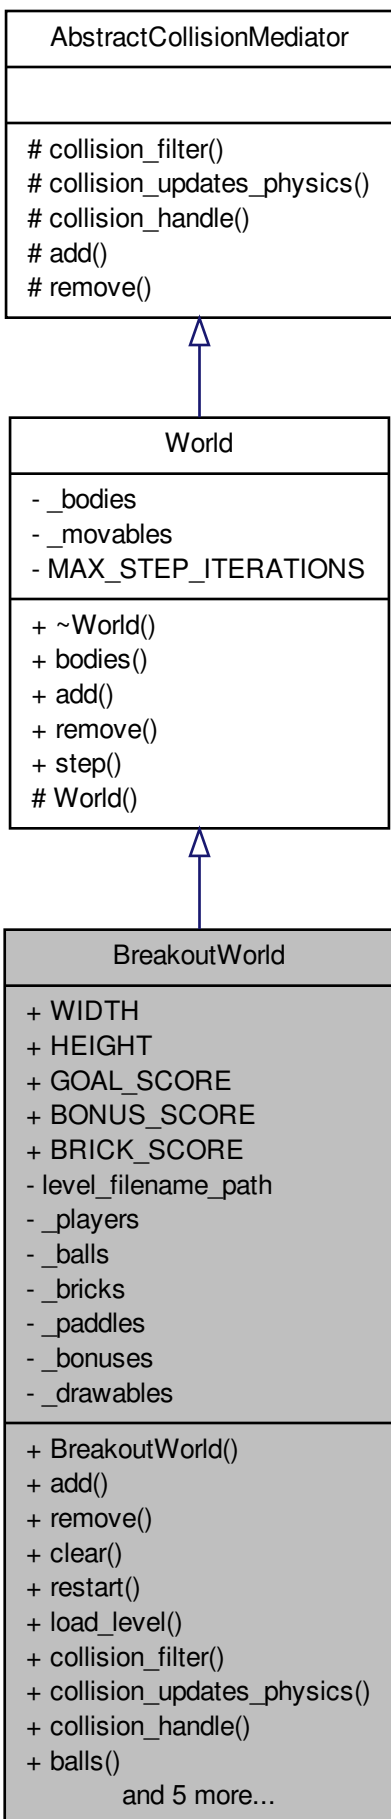 AbstractCollisionMediator
# collision_filter()
# collision_updates_physics()
# collision_handle()
# add()
# remove()
World
- _bodies
- _movables
- MAX_STEP_ITERATIONS
+ ~World()
+ bodies()
+ add()
+ remove()
+ step()
# World()
BreakoutWorld
+ WIDTH
+ HEIGHT
+ GOAL_SCORE
+ BONUS_SCORE
+ BRICK_SCORE
- level_filename_path
- _players
- _balls
- _bricks
- _paddles
- _bonuses
- _drawables
+ BreakoutWorld()
+ add()
+ remove()
+ clear()
+ restart()
+ load_level()
+ collision_filter()
+ collision_updates_physics()
+ collision_handle()
+ balls()
and 5 more...